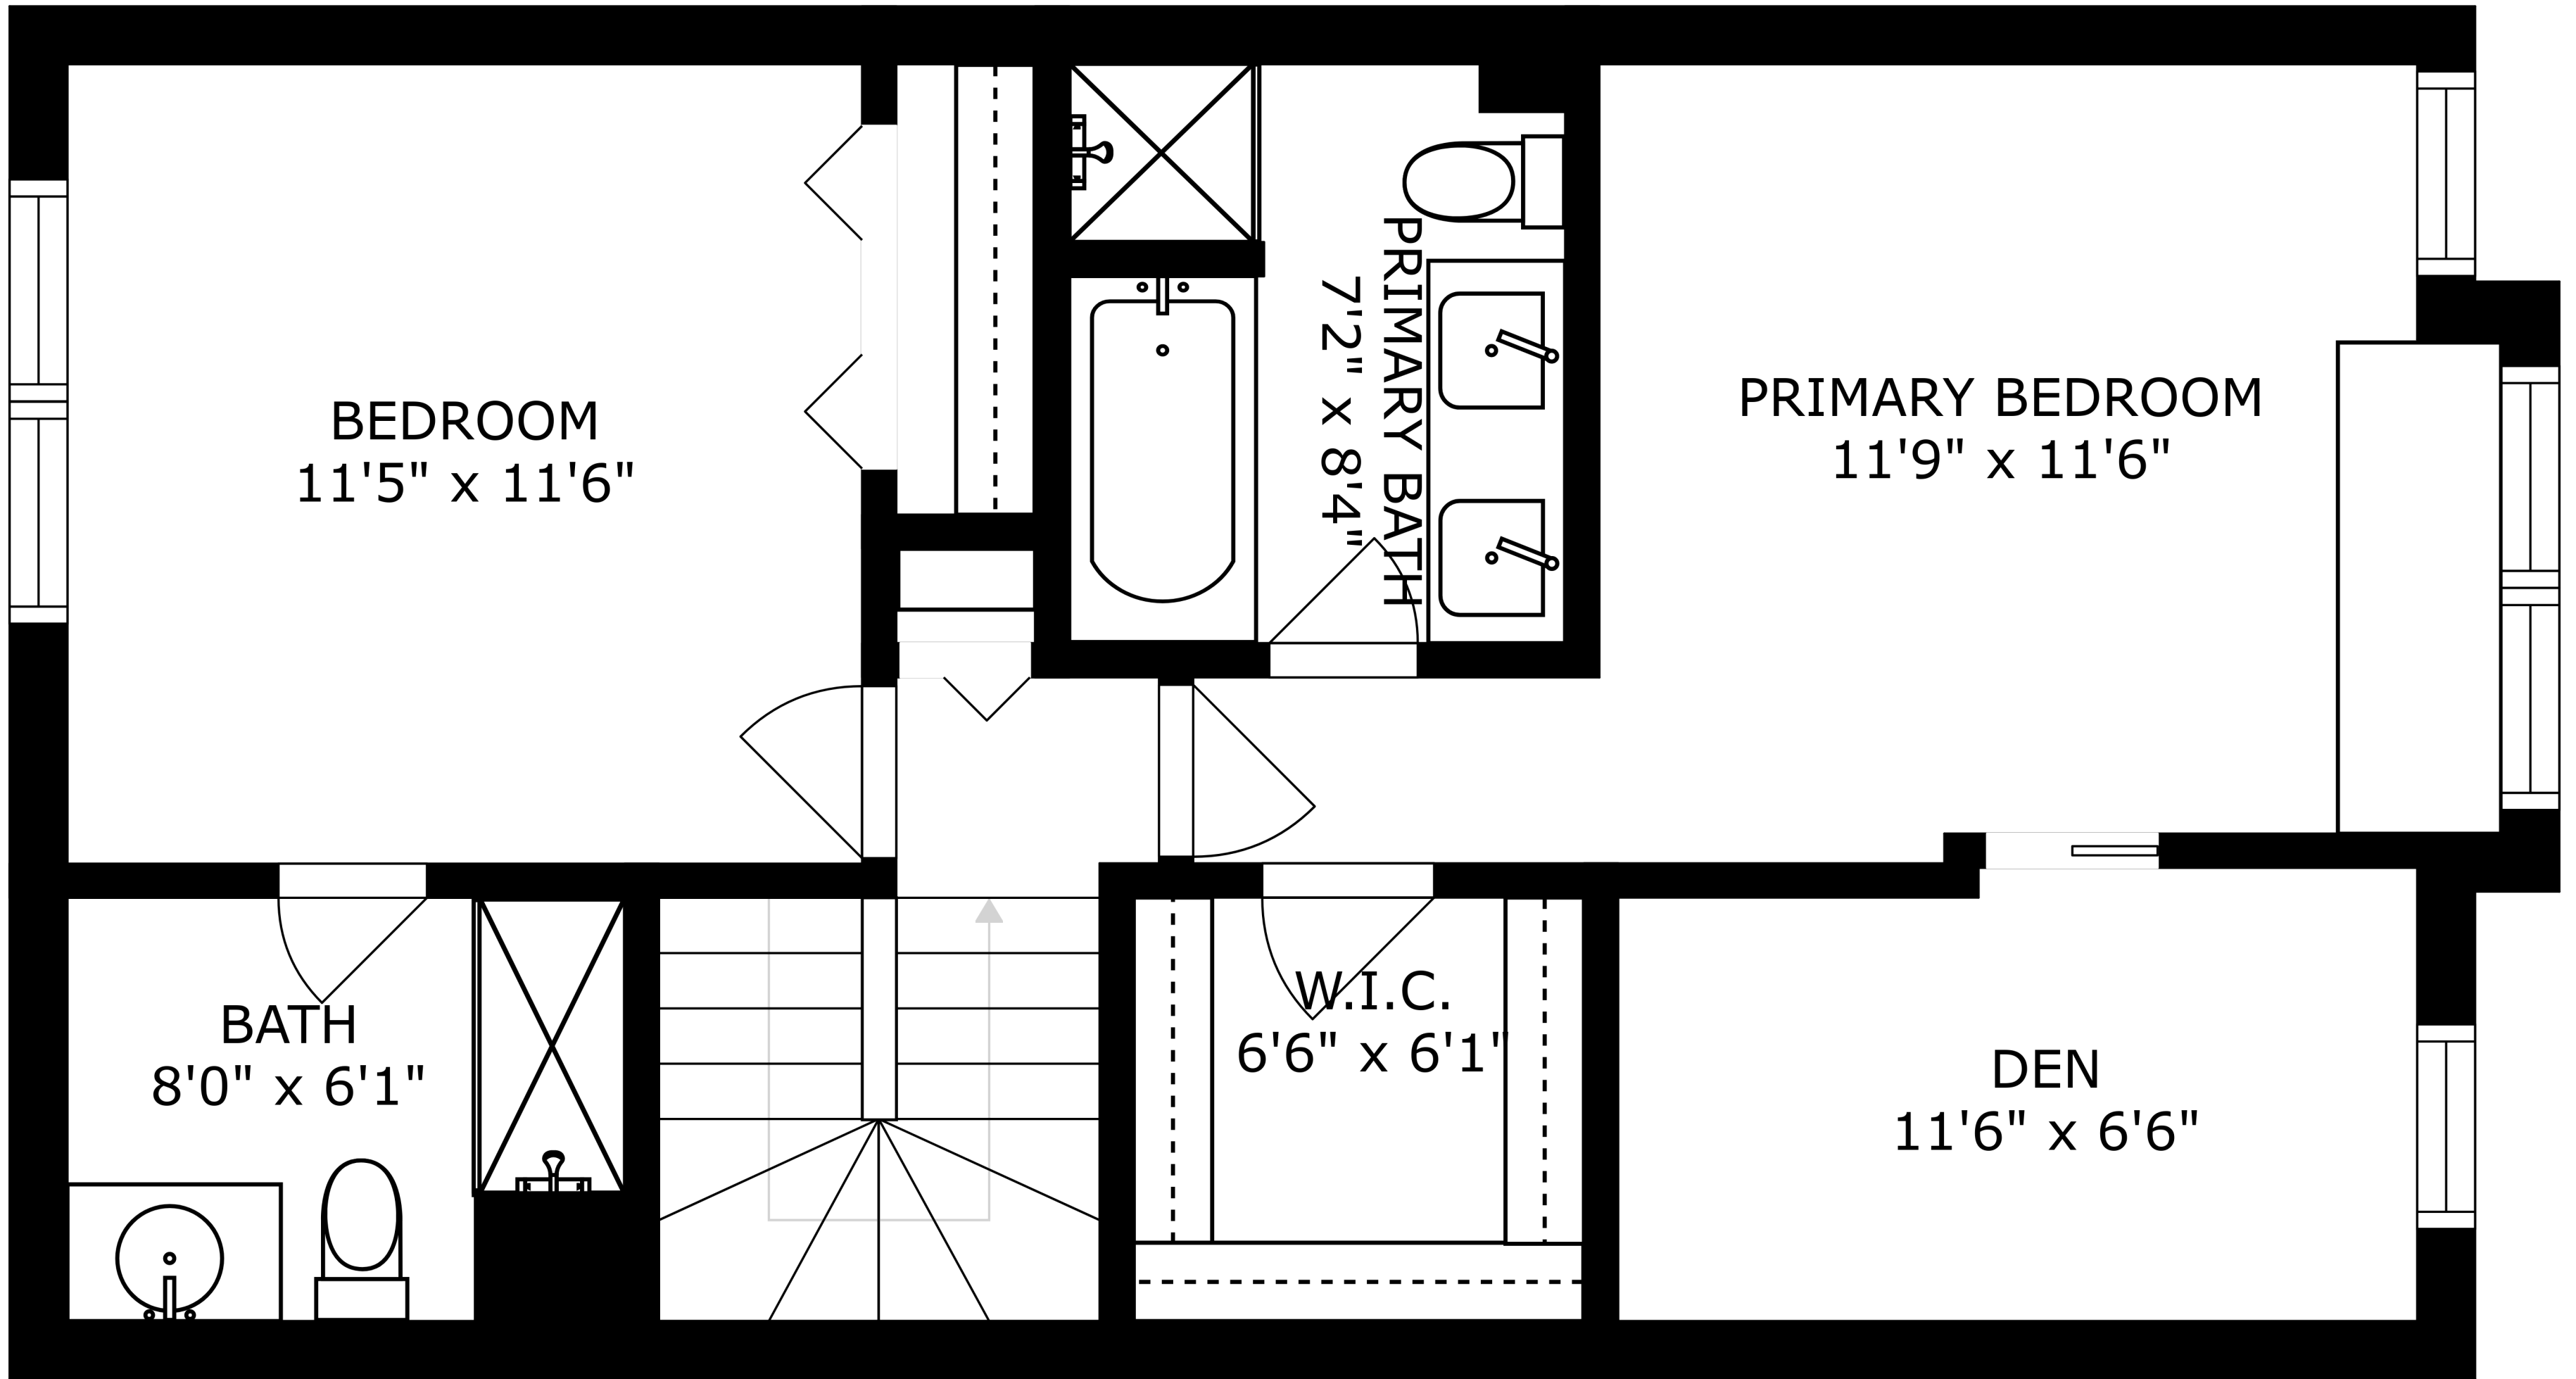 BEDROOM
11'5" x 11'6"
PRIMARY BATH
7'2" x 8'4"
PRIMARY BEDROOM
11'9" x 11'6"
BATH
8'0" x 6'1"
W.I.C.
6'6" x 6'1"
DEN
11'6" x 6'6"